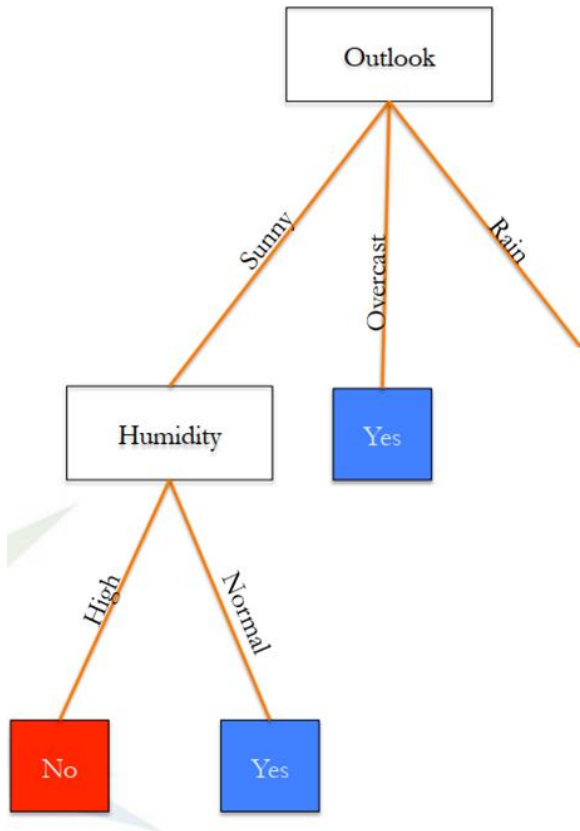 Outlook
Sunny
Overcast
Rain
Humidity
Yes
High
Normal
No
Yes